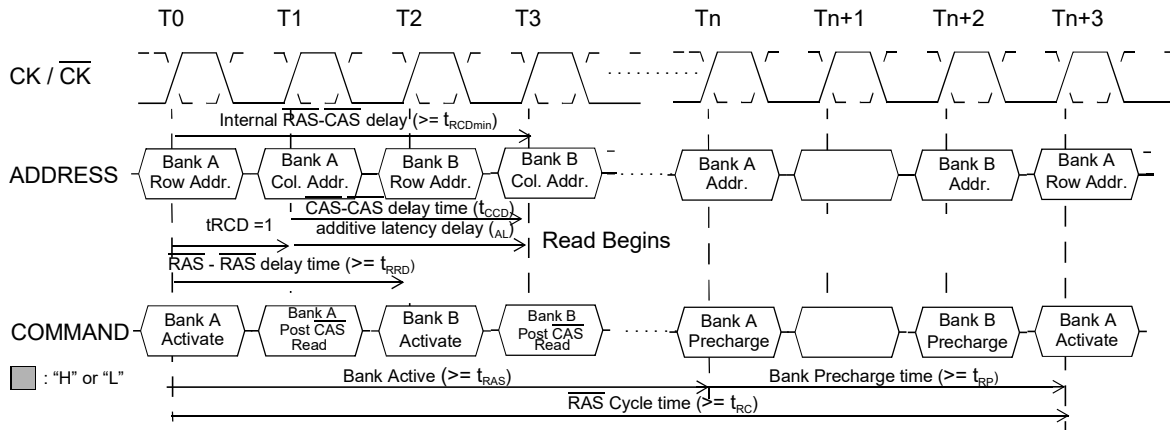 T0 T1 T2 T3 Tn Tn+1 Tn+2 Tn+3
CK / CK
Internal RAS-CAS delay (>= tRCDmin)
ADDRESS
Bank A
Row Addr.
Bank A
Col. Addr.
Bank B
Row Addr.
Bank B
Col. Addr.
Bank A
Addr.
Bank B
Addr.
Bank A
Row Addr.
CAS-CAS delay time (tCCD)
tRCD =1
additive latency delay (AL)
Read Begins
RAS - RAS delay time (>= tRRD)
COMMAND
Bank A
Activate
Bank A
Post CAS
Read
Bank B
Activate
Bank B
Post CAS
Read
Bank A
Precharge
Bank B
Precharge
Bank A
Activate
: “H” or “L”
Bank Active (>= tRAS)
Bank Precharge time (>= tRP)
RAS Cycle time (>= tRC)